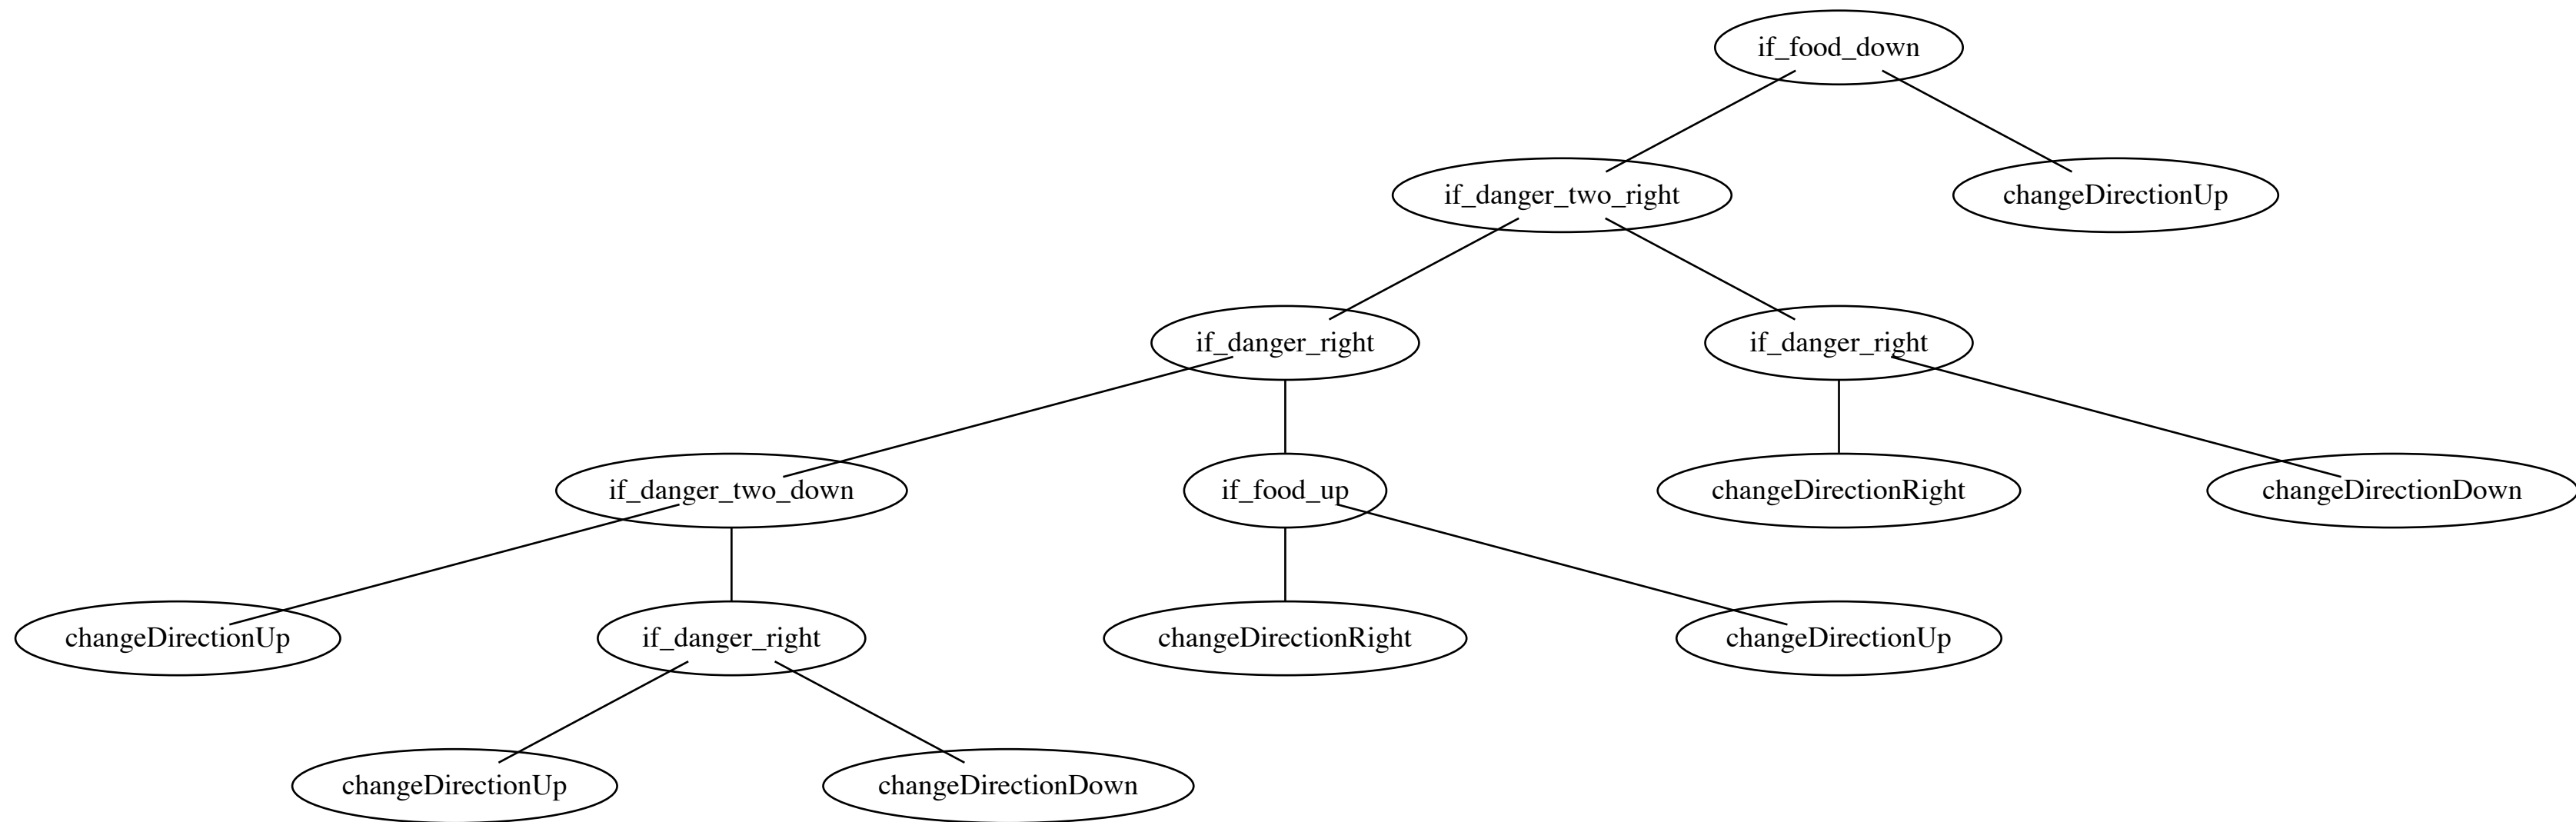 if_food_down
if_danger_two_right
changeDirectionUp
if_danger_right
if_danger_right
if_danger_two_down
if_food_up
changeDirectionRight
changeDirectionDown
changeDirectionUp
if_danger_right
changeDirectionRight
changeDirectionUp
changeDirectionUp
changeDirectionDown